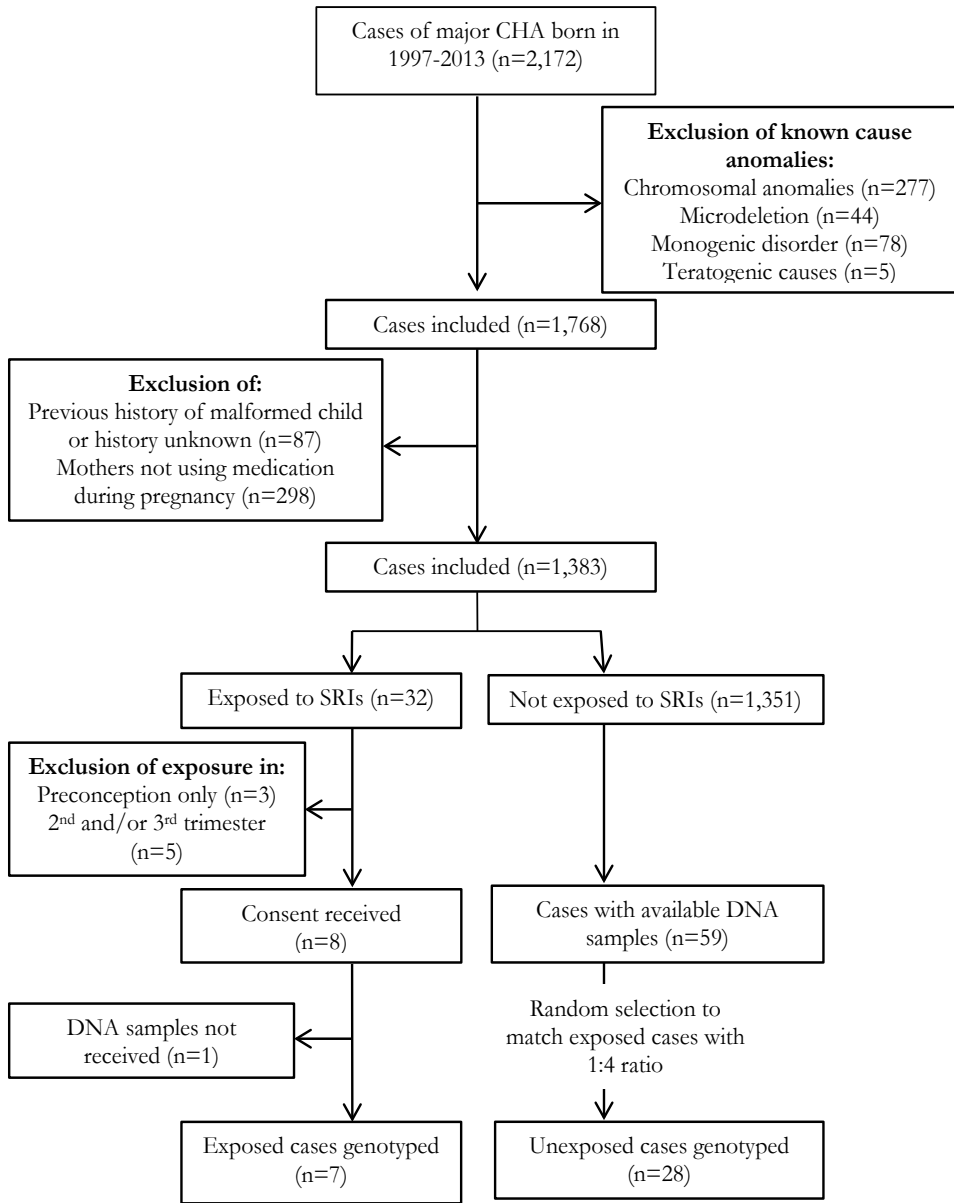 Cases of major CHA born in
1997-2013 (n=2,172)
Exclusion of known cause
anomalies:
Chromosomal anomalies (n=277)
Microdeletion (n=44)
Monogenic disorder (n=78)
Teratogenic causes (n=5)
Cases included (n=1,768)
Exclusion of:
Previous history of malformed child
or history unknown (n=87)
Mothers not using medication
during pregnancy (n=298)
Cases included (n=1,383)
Exposed to SRIs (n=32)
Not exposed to SRIs (n=1,351)
Exclusion of exposure in:
Preconception only (n=3)
2nd and/or 3rd trimester
(n=5)
Consent received
(n=8)
Cases with available DNA
samples (n=59)
DNA samples not
received (n=1)
Random selection to
match exposed cases with
1:4 ratio
Exposed cases genotyped
(n=7)
Unexposed cases genotyped
(n=28)